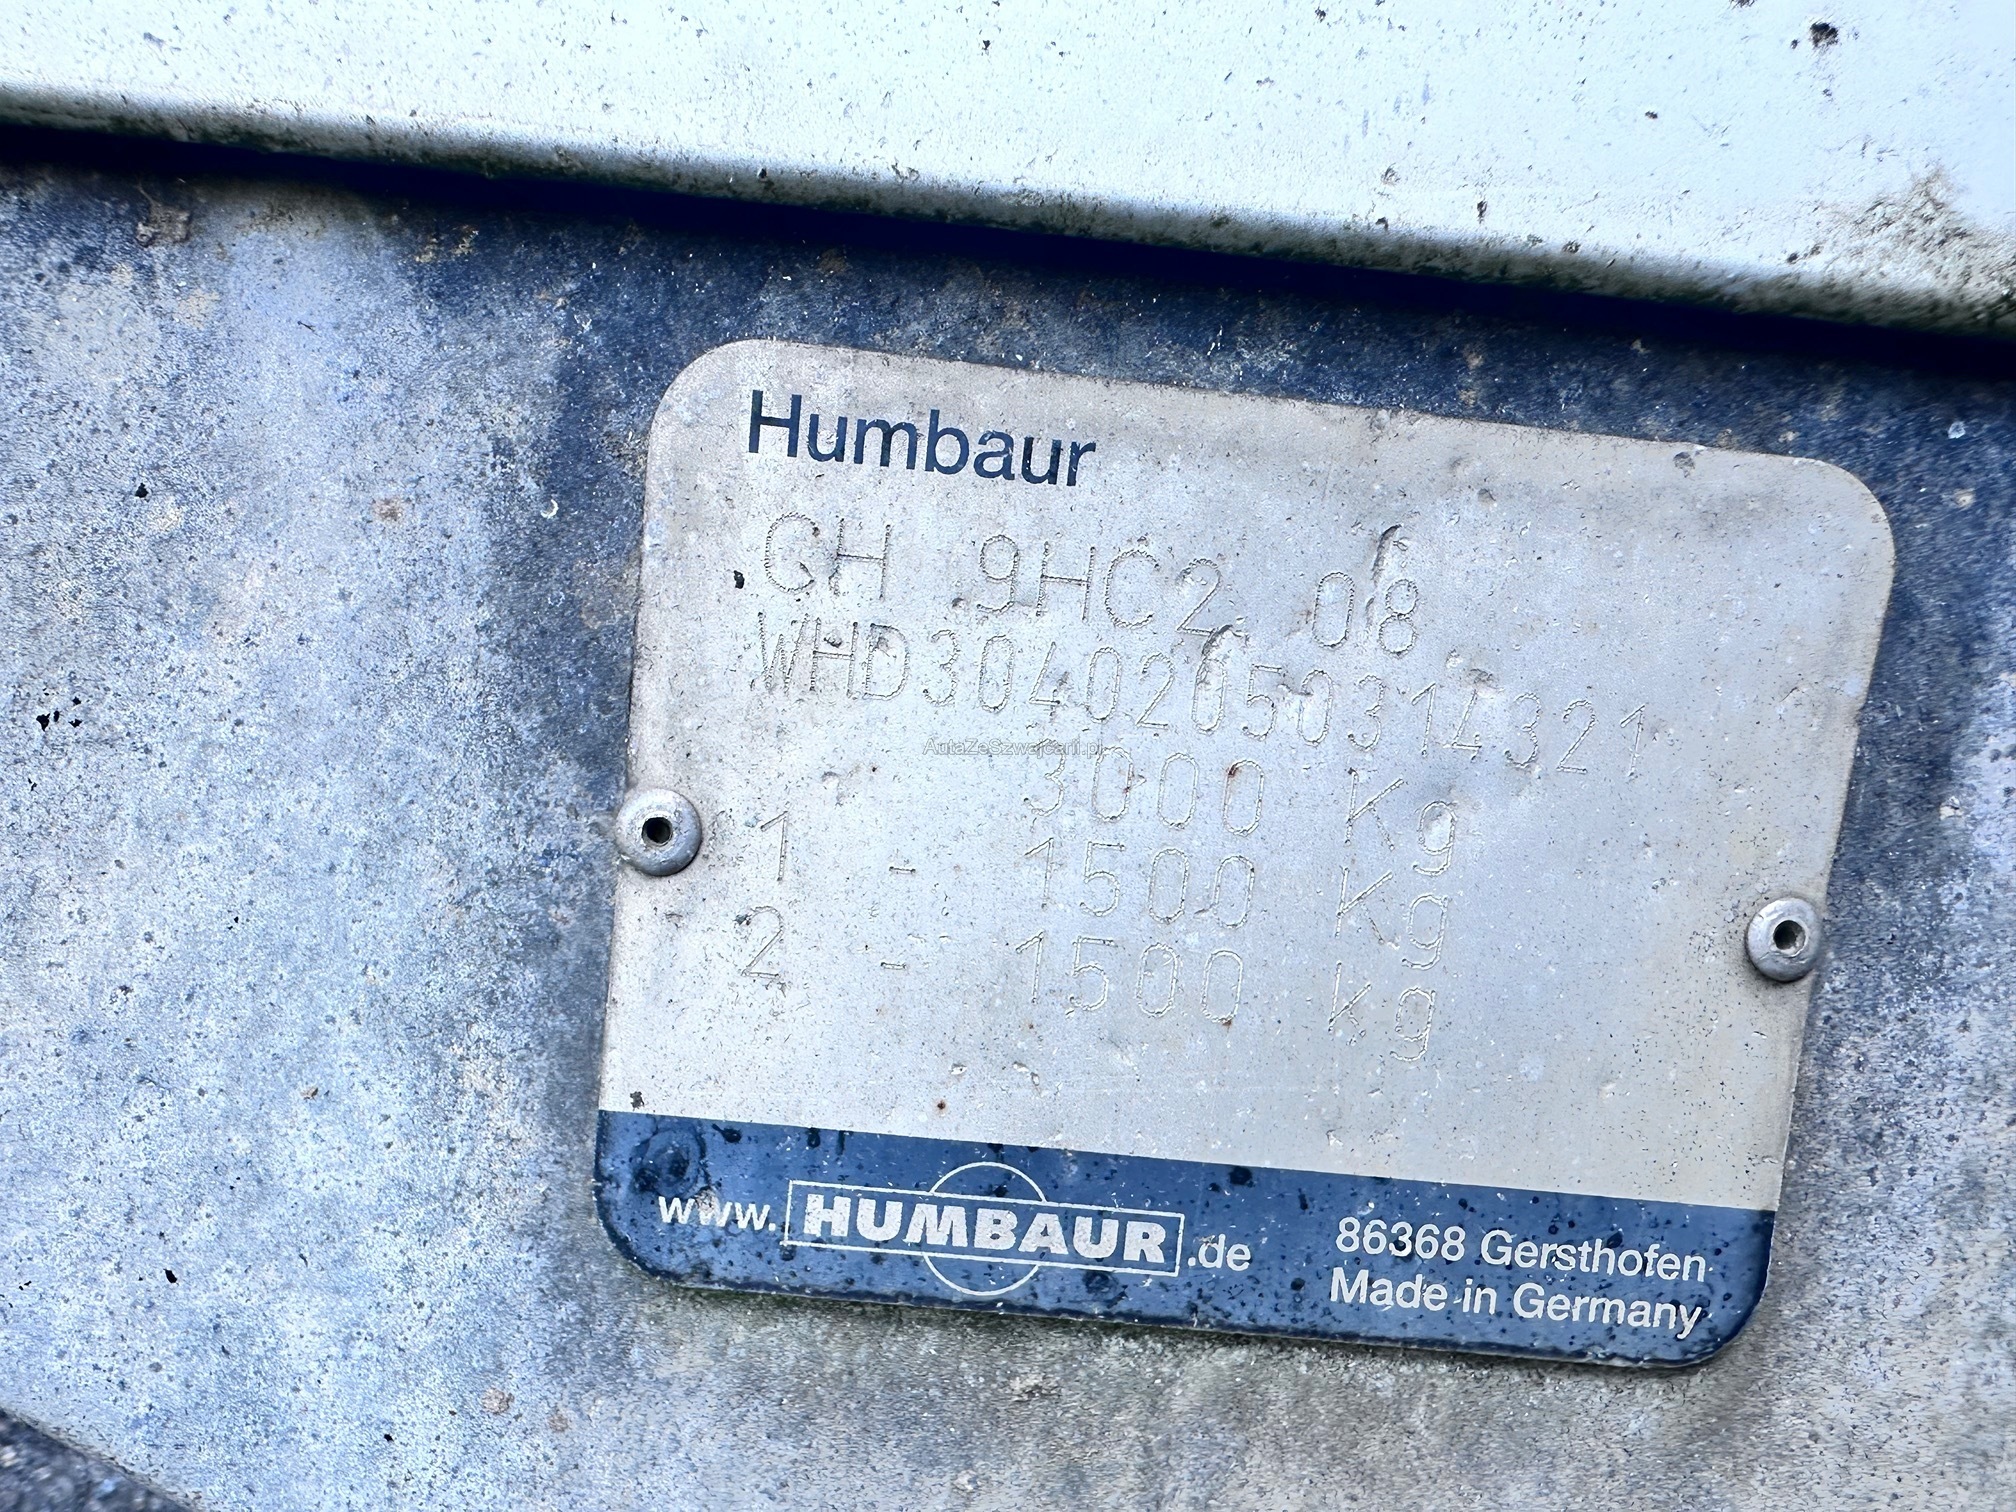 Humbaur
CH 9HC2 08
WHD30402050314321
3000 Kg
1 - 1500 Kg
2 - 1500 kg
AutaZeSzwajcarii.pl
www.HUMBAUR.de
86368 Gersthofen
Made in Germany